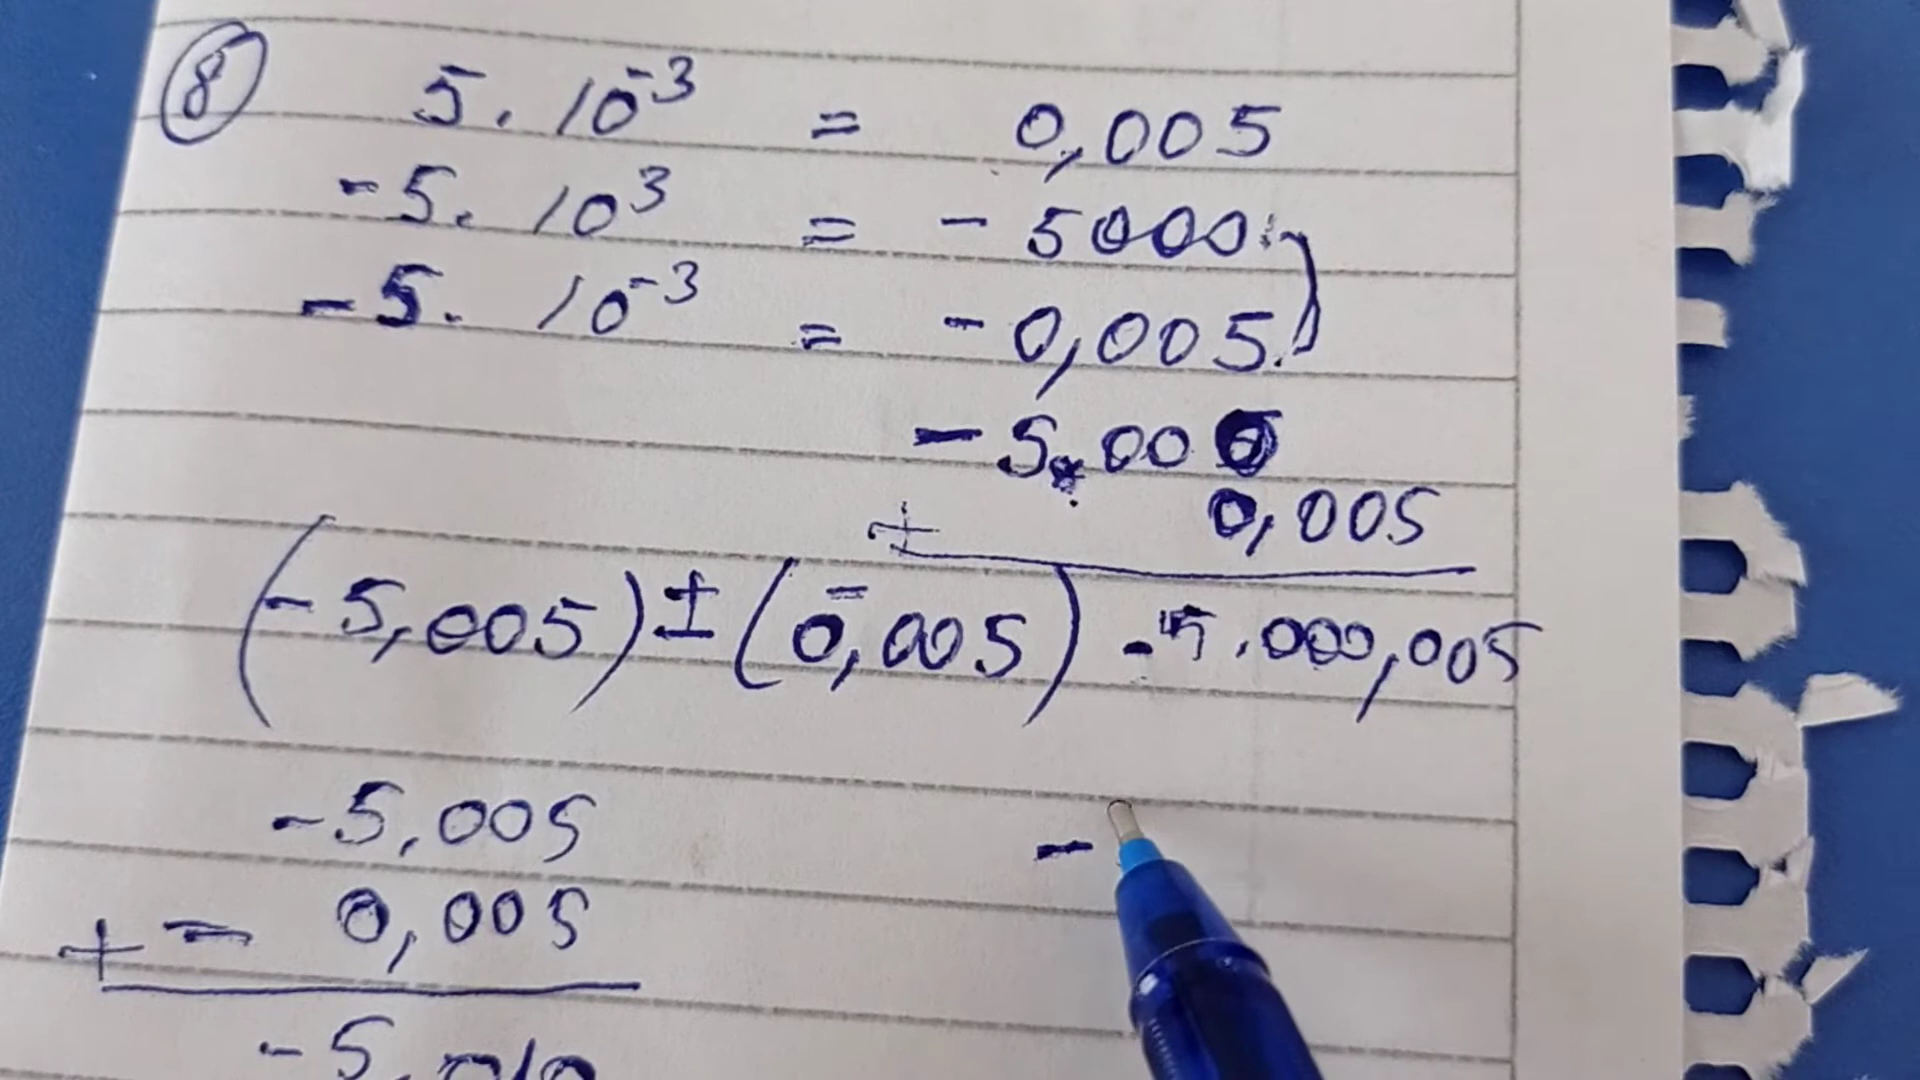 8 5. 10⁻³ = 0,005
-5. 10³ = - 5000
-5. 10⁻³ = - 0,005
- 5.000
+ 0,005
(-5,005) ± (-0,005) -5.000,005
-5,005 -
+ - 0,005
-5,010